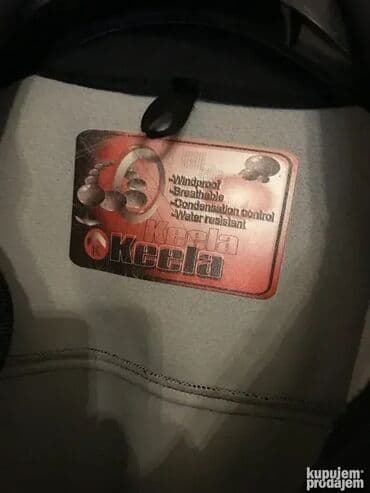 -Windproof
-Breathable
-Condensation control
-Water resistant
Keela
Keela
kupujem
prodajem